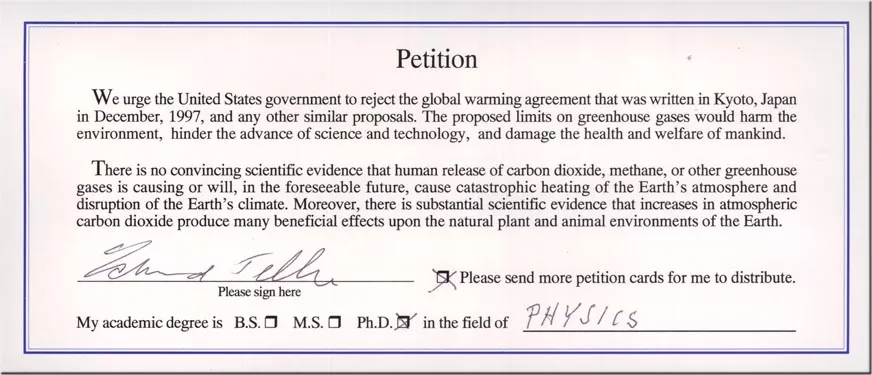 Petition
We urge the United States government to reject the global warming agreement that was written in Kyoto, Japan
in December, 1997, and any other similar proposals. The proposed limits on greenhouse gases would harm the
environment, hinder the advance of science and technology, and damage the health and welfare of mankind.
There is no convincing scientific evidence that human release of carbon dioxide, methane, or other greenhouse
gases is causing or will, in the foreseeable future, cause catastrophic heating of the Earth's atmosphere and
disruption of the Earth's climate. Moreover, there is substantial scientific evidence that increases in atmospheric
carbon dioxide produce many beneficial effects upon the natural plant and animal environments of the Earth.
Edward Teller
Please send more petition cards for me to distribute.
Please sign here
My academic degree is B.S. M.S. Ph.D. in the field of PHYSICS